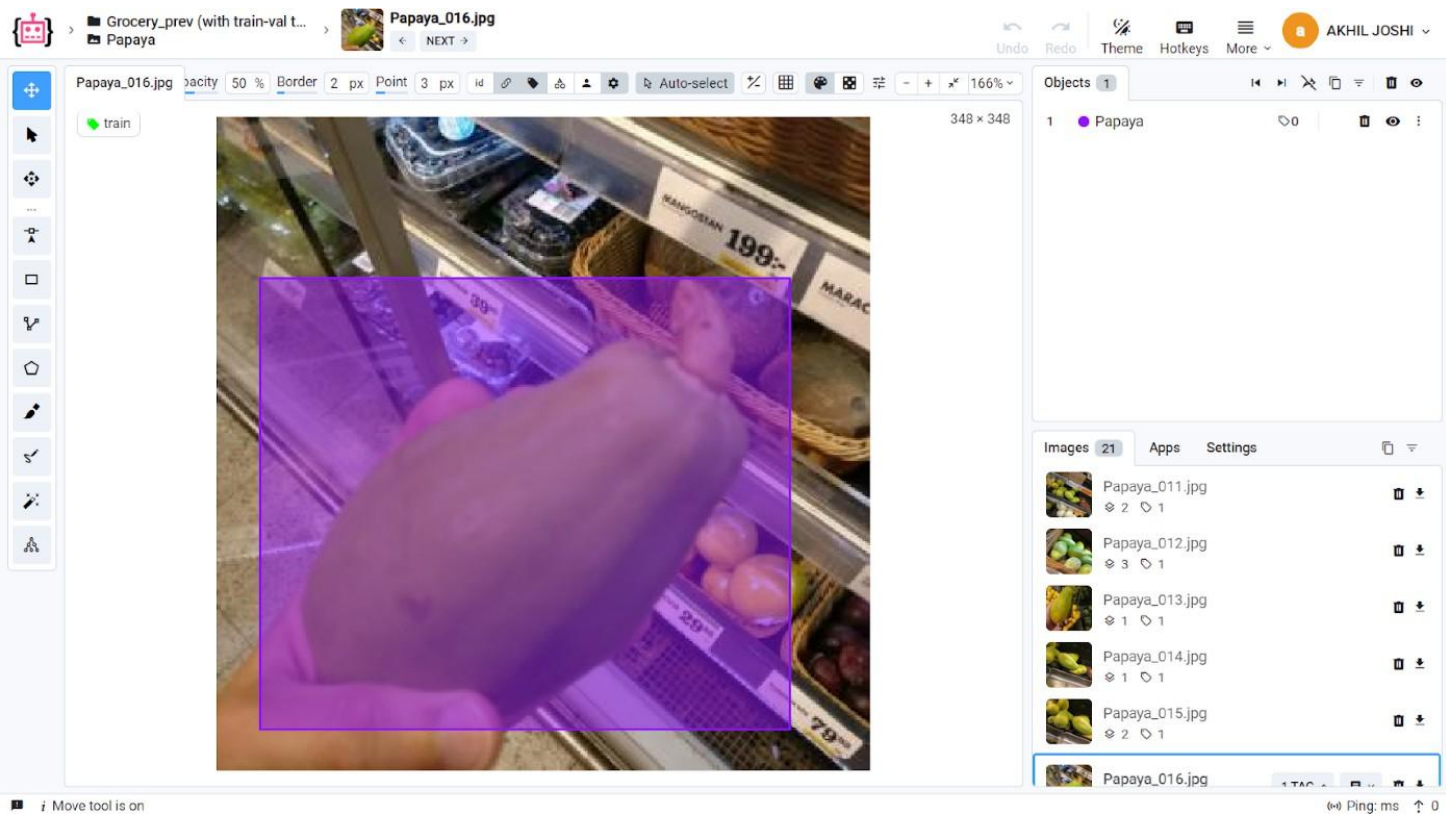 Grocery_prev (with train-val t...
Papaya
Papaya_016.jpg
NEXT
Undo
Redo
Theme
Hotkeys
More
a
AKHIL JOSHI
Papaya_016.jpg
pacity 50 % Border 2 px Point 3 px id Auto-select 166%
train
348 × 348
MANGOSTAN
199:-
MARAC
39
29
79
Objects 1
1 Papaya 0
Images 21 Apps Settings
Papaya_011.jpg
2 1
Papaya_012.jpg
3 1
Papaya_013.jpg
1 1
Papaya_014.jpg
1 1
Papaya_015.jpg
2 1
Papaya_016.jpg
1 TAG
i Move tool is on
Ping: ms 0